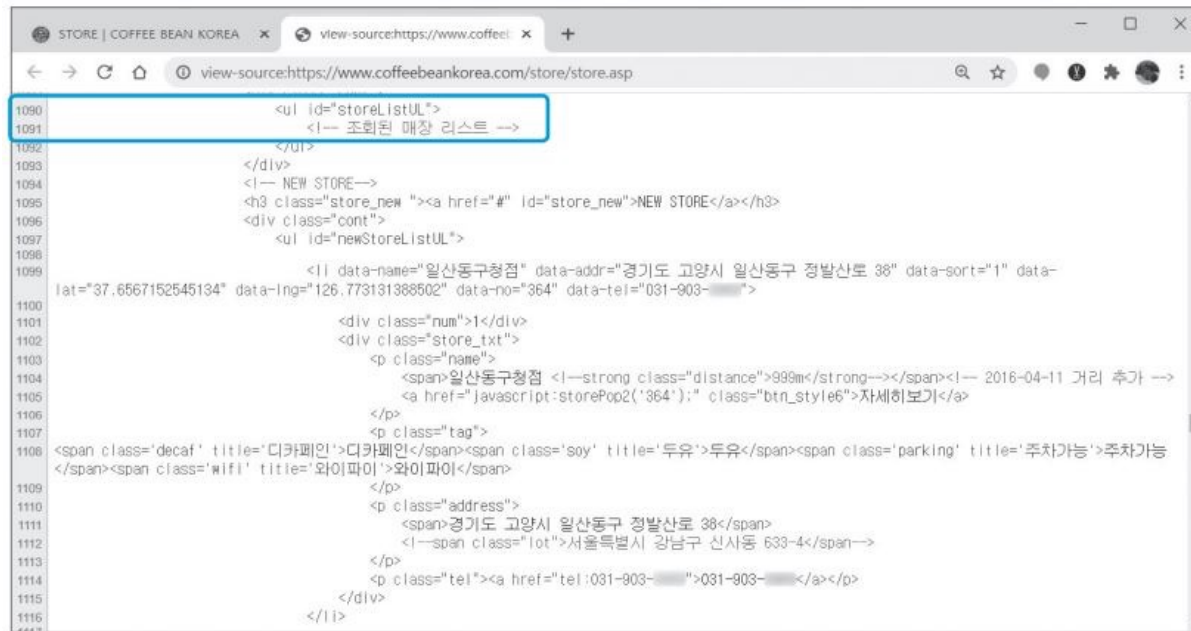 STORE | COFFEE BEAN KOREA
view-source:https://www.coffeel
view-source:https://www.coffeebeankorea.com/store/store.asp
1090 <ul id="storeListUL">
1091 <!-- 조회된 매장 리스트 -->
1092 </ul>
1093 </div>
1094 <!-- NEW STORE-->
1095 <h3 class="store_new "><a href="#" id="store_new">NEW STORE</a></h3>
1096 <div class="cont">
1097 <ul id="newStoreListUL">
1098
1099 <li data-name="일산동구청점" data-addr="경기도 고양시 일산동구 정발산로 38" data-sort="1" data-
lat="37.6567152545134" data-lng="126.773131388502" data-no="364" data-tel="031-903-">
1100
1101 <div class="num">1</div>
1102 <div class="store_txt">
1103 <p class="name">
1104 <span>일산동구청점 <!--strong class="distance">999m</strong--></span><!-- 2016-04-11 거리 추가 -->
1105 <a href="javascript:storePop2('364');" class="btn_style6">자세히보기</a>
1106 </p>
1107 <p class="tag">
1108 <span class='decaf' title='디카페인'>디카페인</span><span class='soy' title='두유'>두유</span><span class='parking' title='주차가능'>주차가능
</span><span class='wifi' title='와이파이'>와이파이</span>
1109 </p>
1110 <p class="address">
1111 <span>경기도 고양시 일산동구 정발산로 38</span>
1112 <!--span class="lot">서울특별시 강남구 신사동 633-4</span-->
1113 </p>
1114 <p class="tel"><a href="tel:031-903-">031-903-</a></p>
1115 </div>
1116 </li>